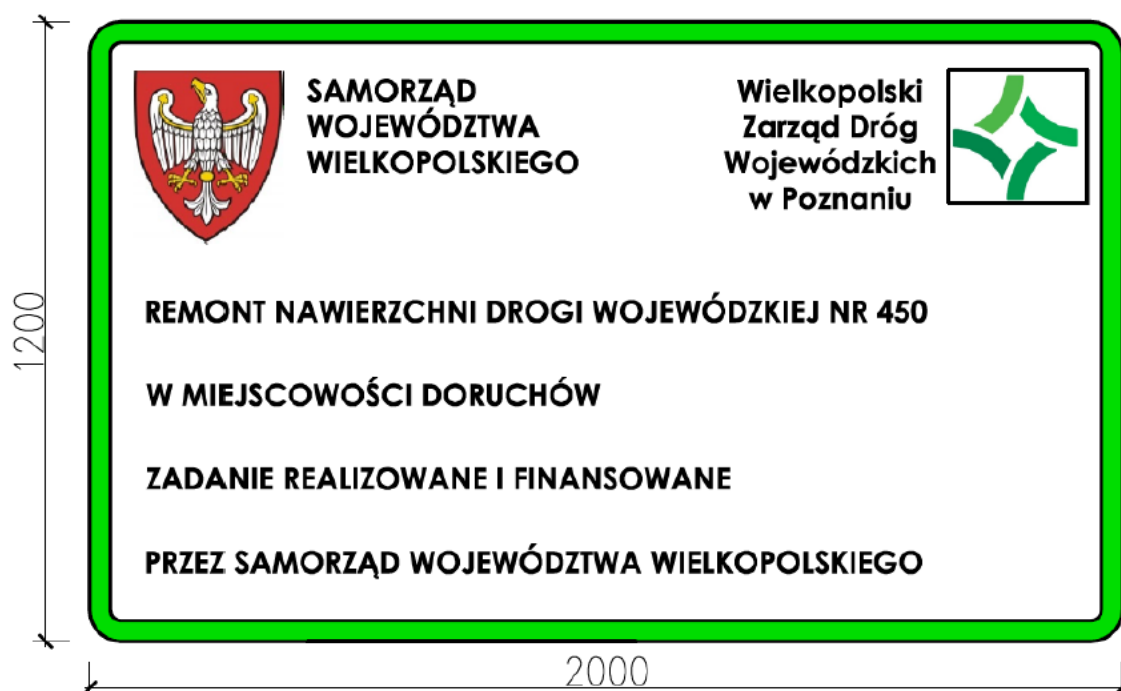 SAMORZĄD
WOJEWÓDZTWA
WIELKOPOLSKIEGO
Wielkopolski
Zarząd Dróg
Wojewódzkich
w Poznaniu
REMONT NAWIERZCHNI DROGI WOJEWÓDZKIEJ NR 450
W MIEJSCOWOŚCI DORUCHÓW
ZADANIE REALIZOWANE I FINANSOWANE
PRZEZ SAMORZĄD WOJEWÓDZTWA WIELKOPOLSKIEGO
1200
2000